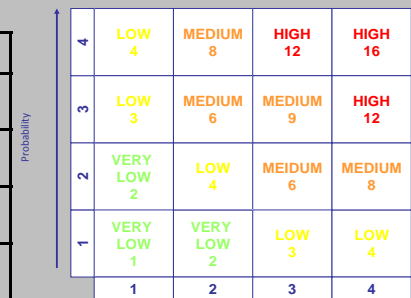 Probability
4 LOW MEDIUM HIGH HIGH
4 8 12 16
3 LOW MEDIUM MEDIUM HIGH
3 6 9 12
2 VERY LOW LOW MEIDUM MEDIUM
2 4 6 8
1 VERY LOW VERY LOW LOW LOW
1 2 3 4
1 2 3 4